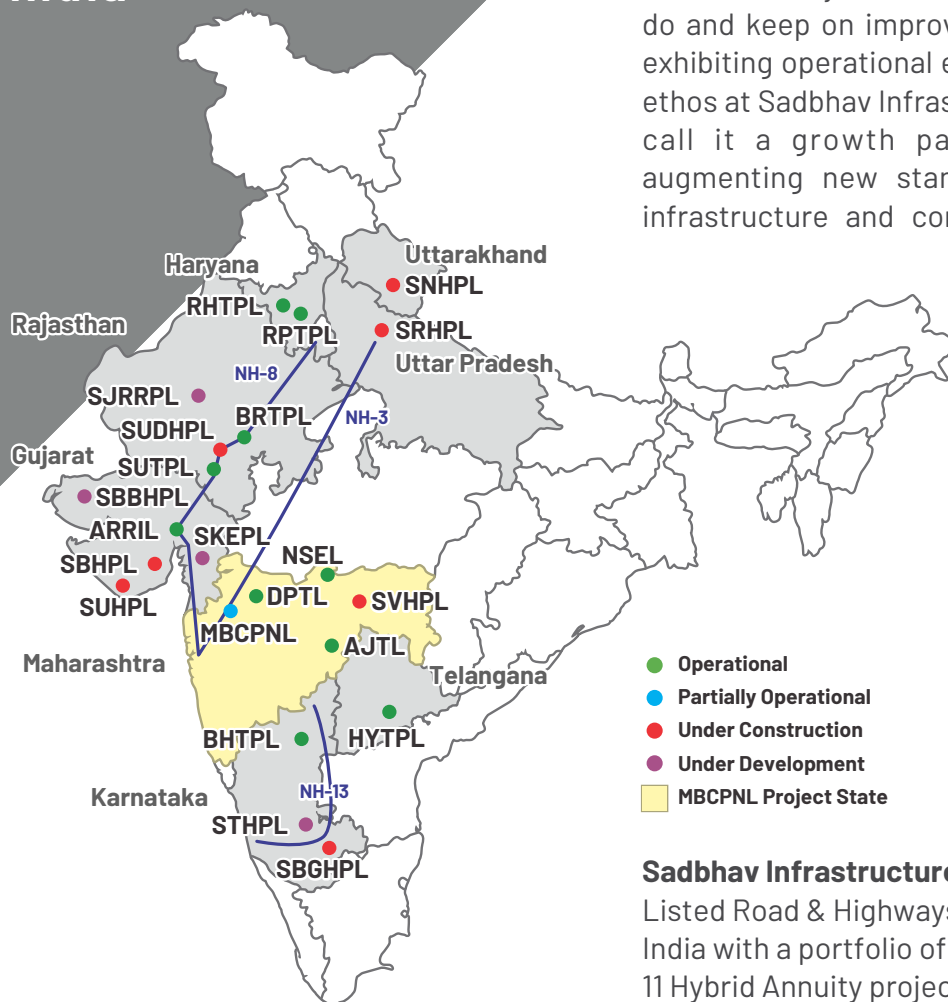 do and keep on improv
exhibiting operational e
ethos at Sadbhav Infras
call it a growth pa
augmenting new star
infrastructure and cor
Uttarakhand
Haryana
SNHPL
RHTPL
RPTPL
Rajasthan
SRHPL
Uttar Pradesh
NH-8
SJRRPL
BRTPL
NH-3
SUDHPL
Gujarat
SUTPL
SBBHPL
ARRIL
SKEPL
NSEL
SBHPL
DPTL
SVHPL
SUHPL
MBCPNL
AJTL
Maharashtra
Telangana
BHTPL
HYTPL
Karnataka
NH-13
STHPL
SBGHPL
Operational
Partially Operational
Under Construction
Under Development
MBCPNL Project State
Sadbhav Infrastructure
Listed Road & Highways
India with a portfolio of
11 Hybrid Annuity projec